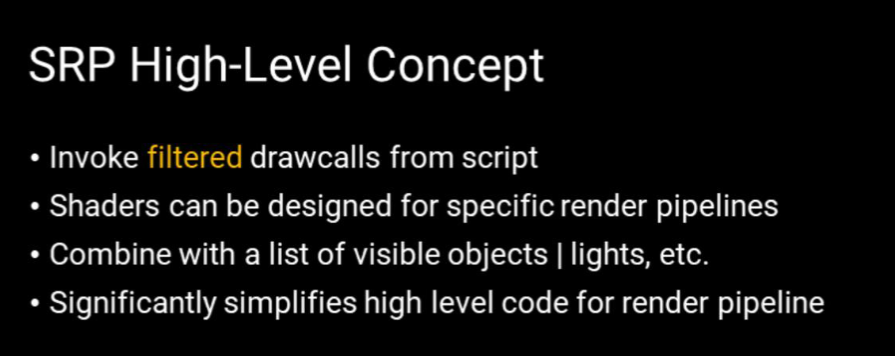 SRP High-Level Concept
• Invoke filtered drawcalls from script
• Shaders can be designed for specific render pipelines
• Combine with a list of visible objects | lights, etc.
• Significantly simplifies high level code for render pipeline